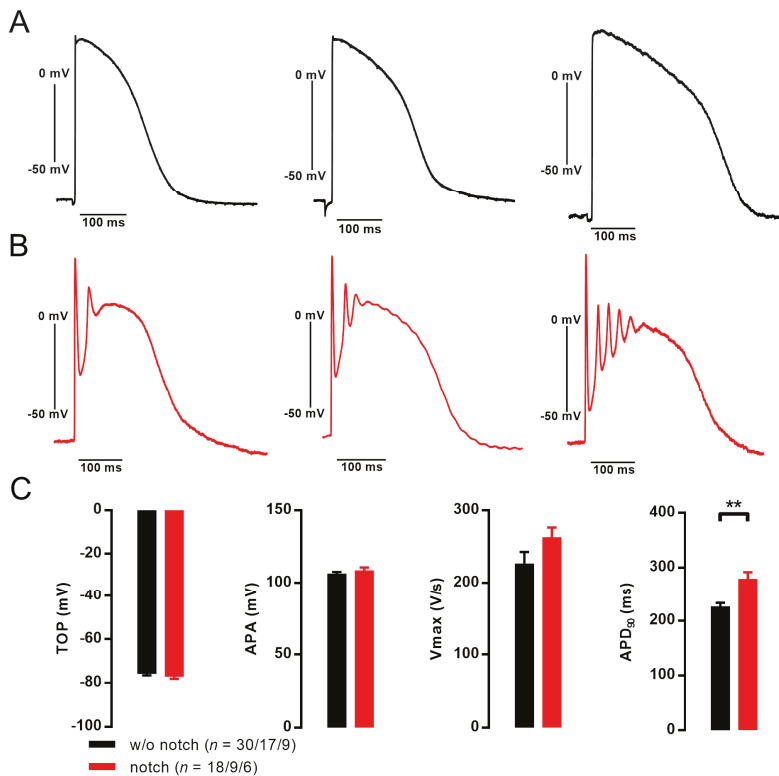 A
0 mV
-50 mV
100 ms
0 mV
-50 mV
100 ms
0 mV
-50 mV
100 ms
B
0 mV
-50 mV
100 ms
0 mV
-50 mV
100 ms
0 mV
-50 mV
100 ms
C
TOP (mV)
0
-20
-40
-60
-80
-100
APA (mV)
150
100
50
0
Vmax (V/s)
300
200
100
0
APD90 (ms)
400
300
200
100
0
**
w/o notch (n = 30/17/9)
notch (n = 18/9/6)